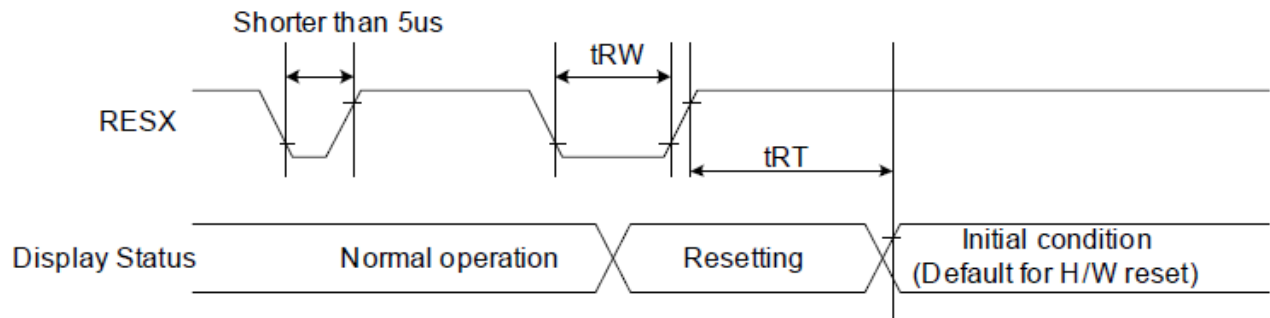 Shorter than 5us
tRW
RESX
tRT
Display Status
Normal operation
Resetting
Initial condition
(Default for H/W reset)